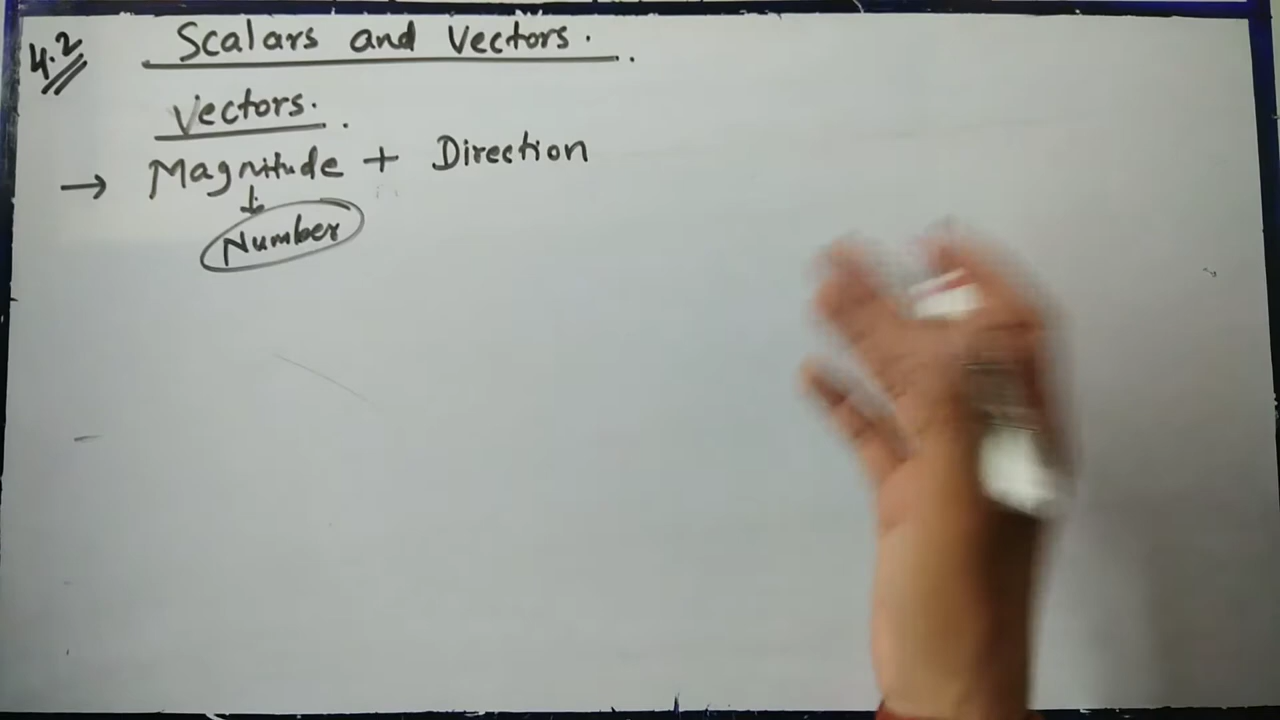 4.2 Scalars and Vectors.
Vectors.
→ Magnitude + Direction
↓
Number